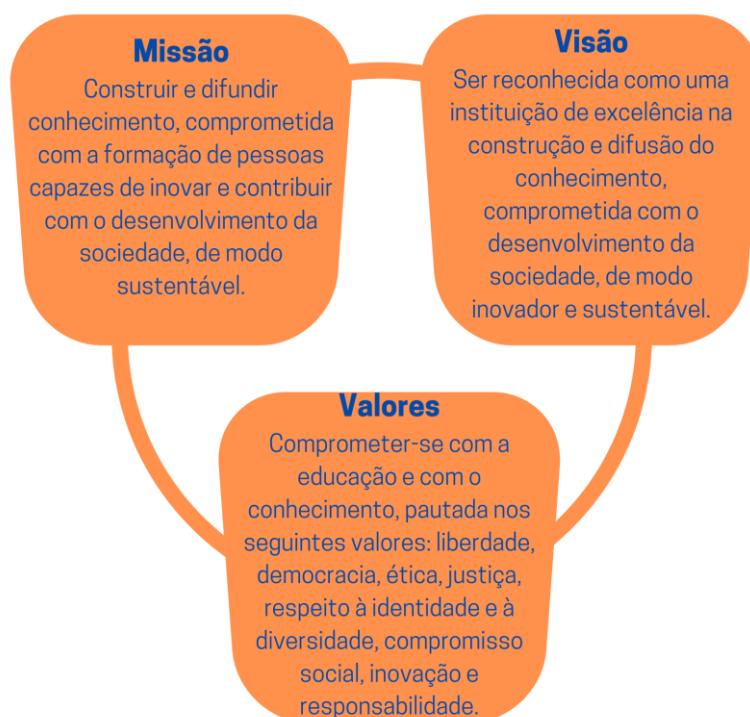 Missão
Construir e difundir
conhecimento, comprometida
com a formação de pessoas
capazes de inovar e contribuir
com o desenvolvimento da
sociedade, de modo
sustentável.
Visão
Ser reconhecida como uma
instituição de excelência na
construção e difusão do
conhecimento,
comprometida com o
desenvolvimento da
sociedade, de modo
inovador e sustentável.
Valores
Comprometer-se com a
educação e com o
conhecimento, pautada nos
seguintes valores: liberdade,
democracia, ética, justiça,
respeito à identidade e à
diversidade, compromisso
social, inovação e
responsabilidade.